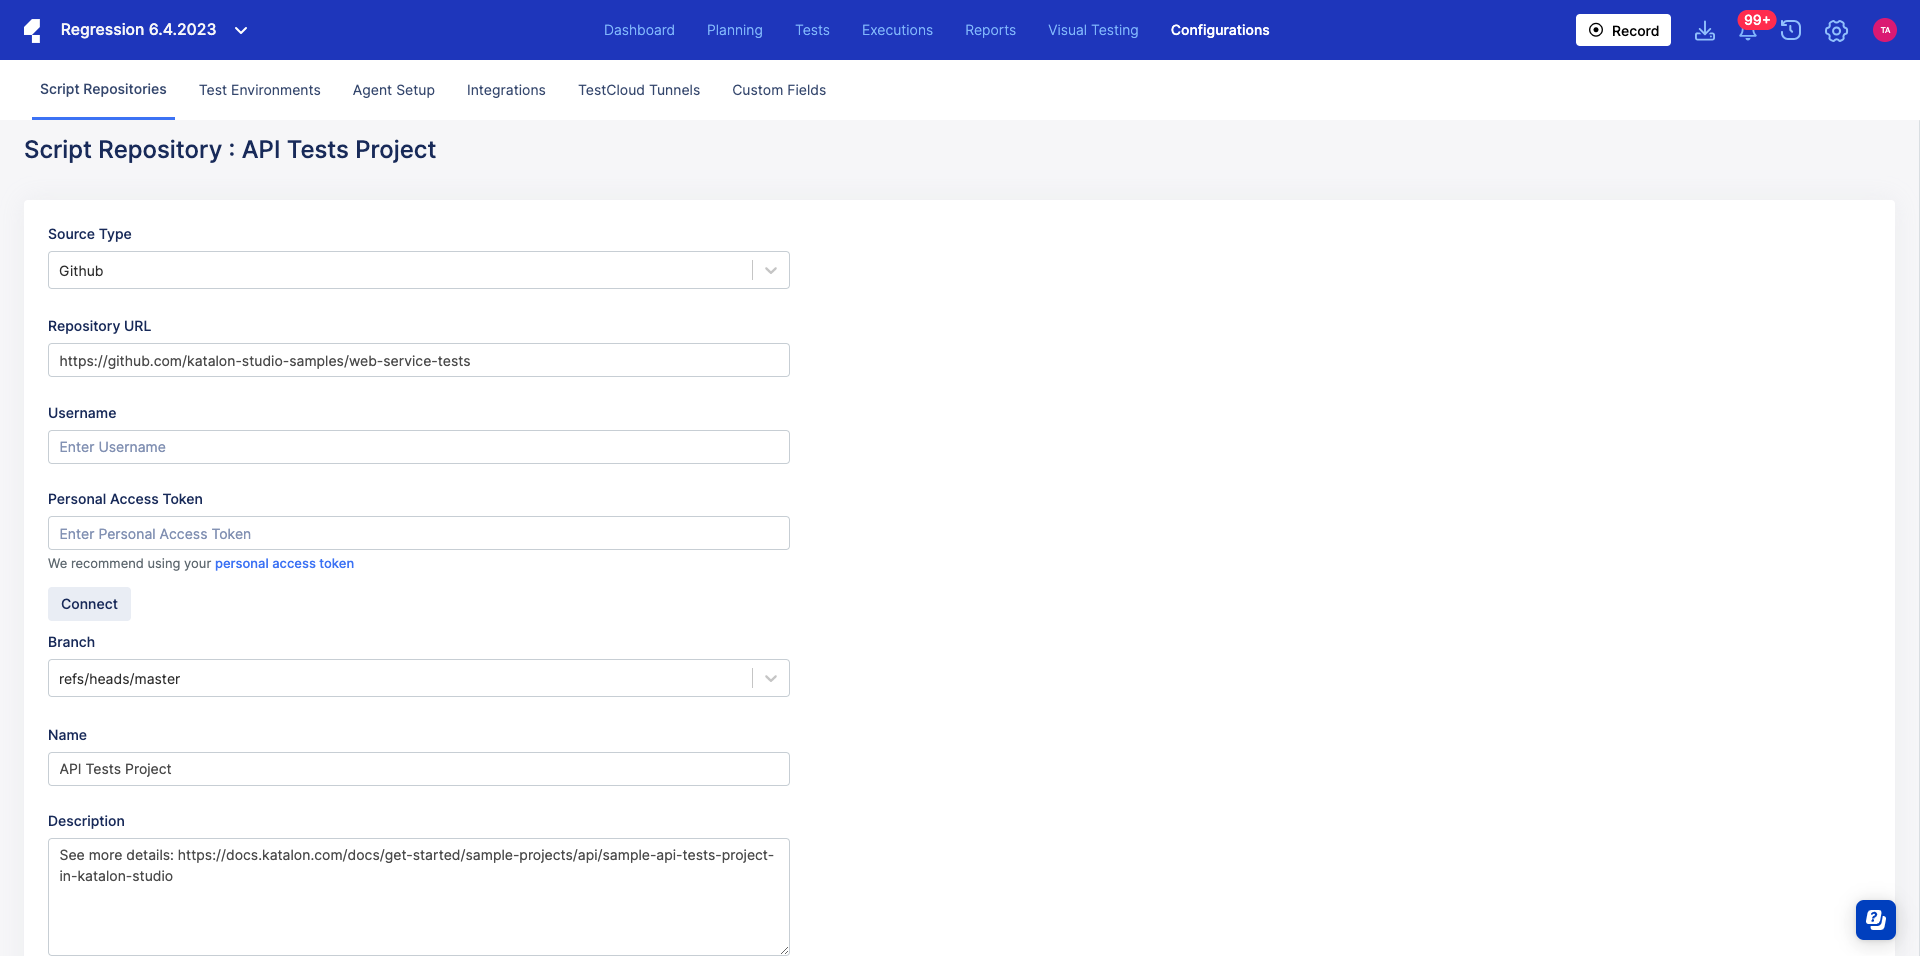 Regression 6.4.2023
Dashboard Planning Tests Executions Reports Visual Testing Configurations
Record
99+
TA
Script Repositories Test Environments Agent Setup Integrations TestCloud Tunnels Custom Fields
Script Repository : API Tests Project
Source Type
Github
Repository URL
https://github.com/katalon-studio-samples/web-service-tests
Username
Enter Username
Personal Access Token
Enter Personal Access Token
We recommend using your personal access token
Connect
Branch
refs/heads/master
Name
API Tests Project
Description
See more details: https://docs.katalon.com/docs/get-started/sample-projects/api/sample-api-tests-project-
in-katalon-studio